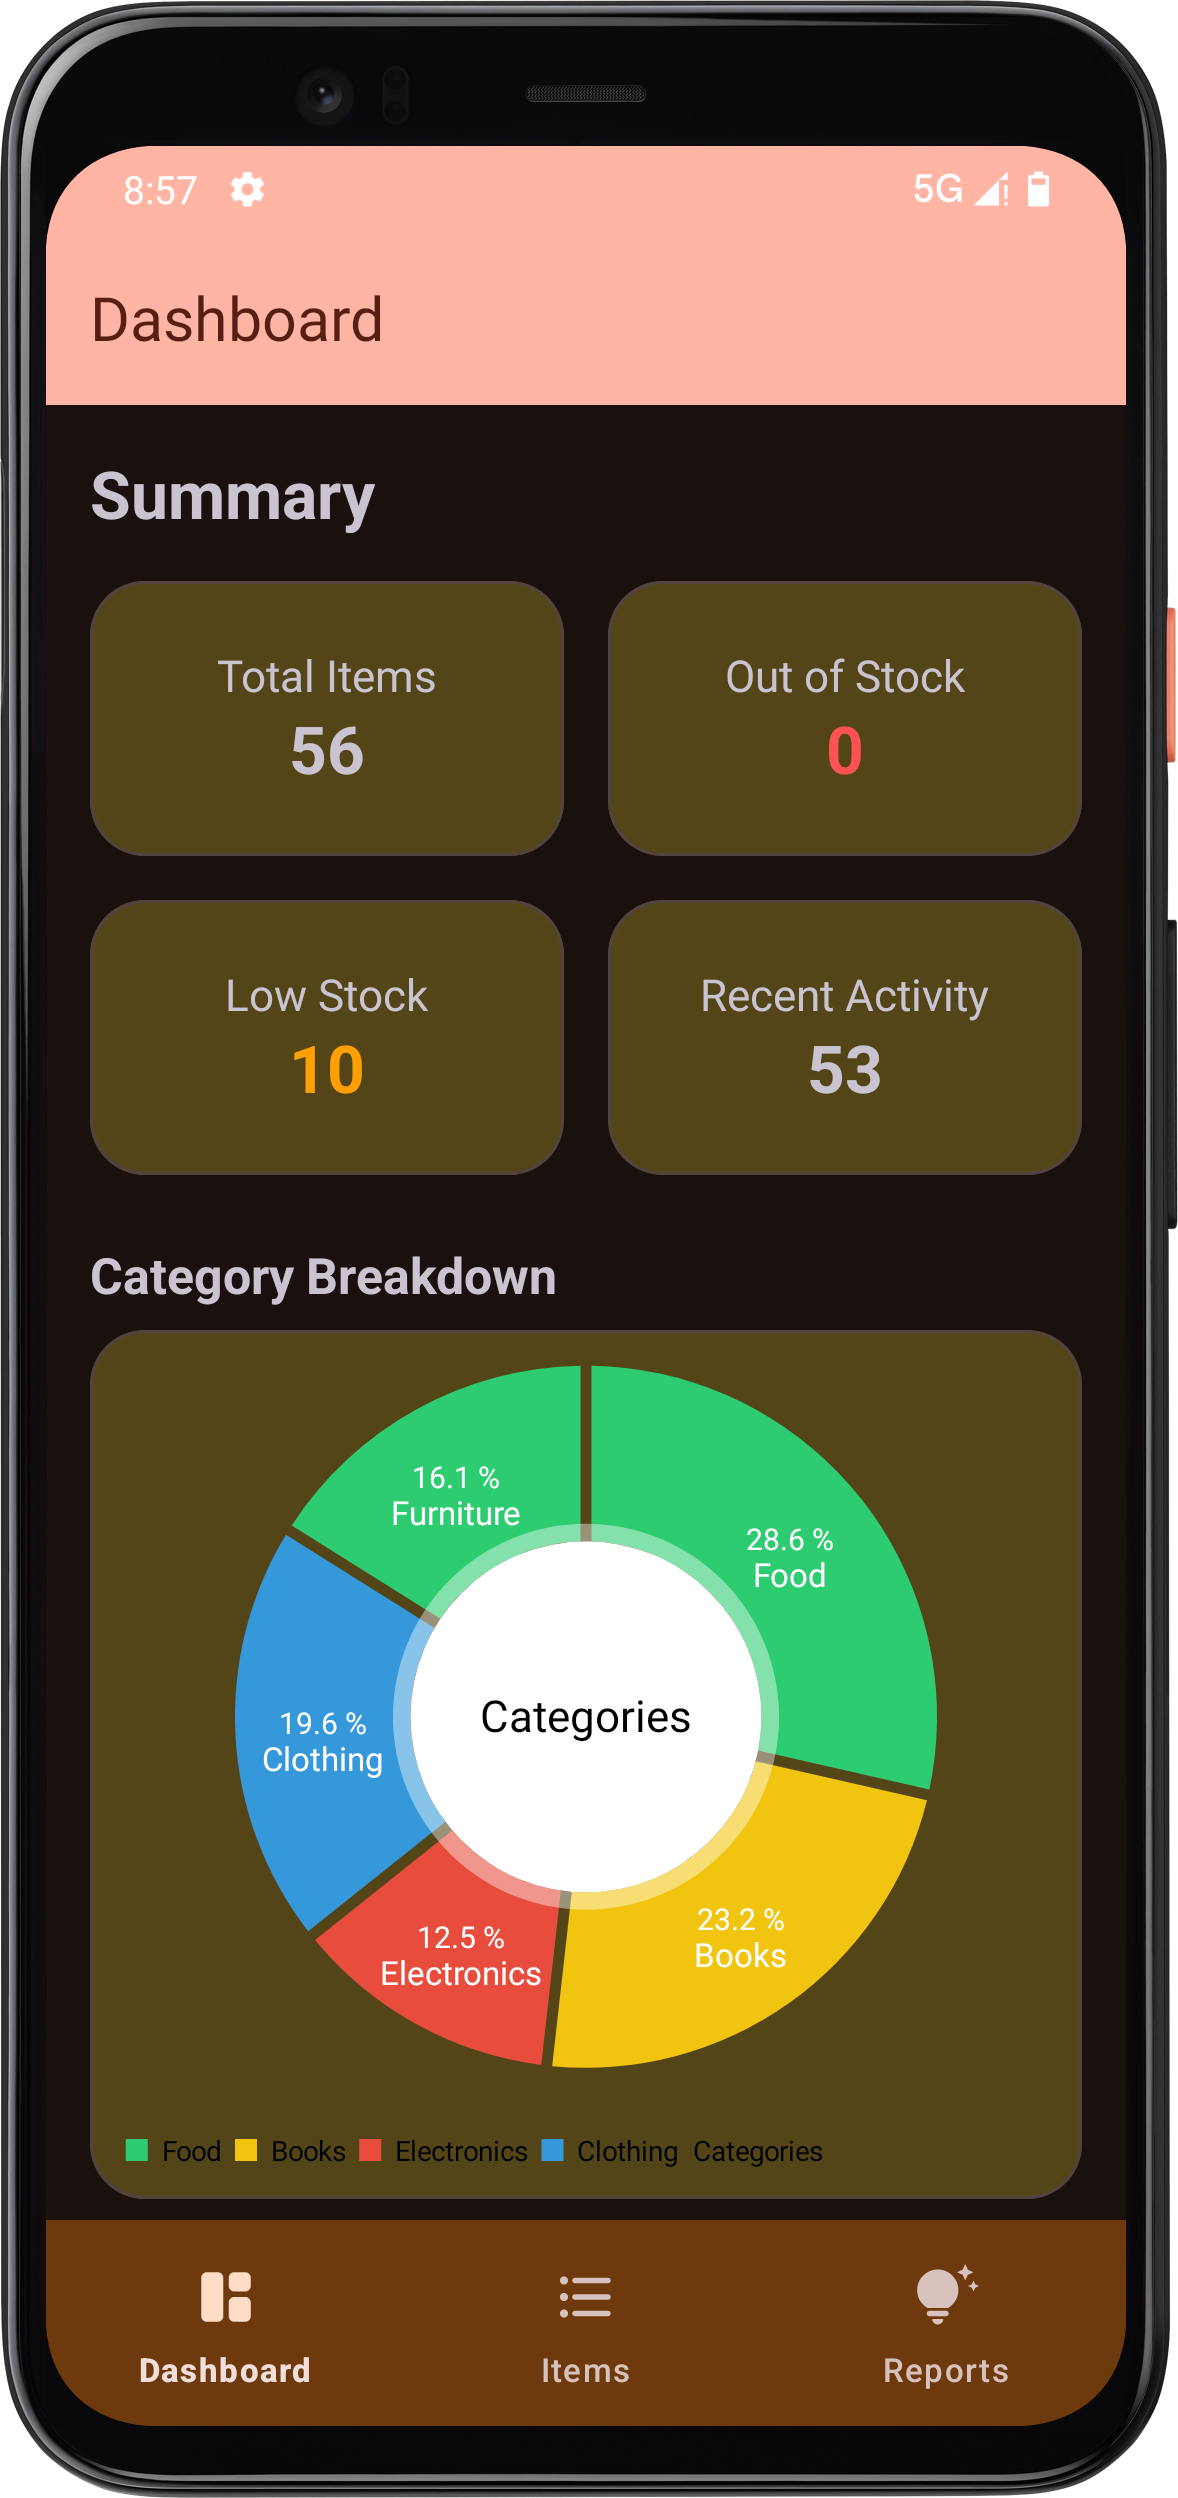 8:57
5G
Dashboard
Summary
Total Items
56
Out of Stock
0
Low Stock
10
Recent Activity
53
Category Breakdown
16.1 %
Furniture
28.6 %
Food
19.6 %
Clothing
Categories
12.5 %
Electronics
23.2 %
Books
Food Books Electronics Clothing Categories
Dashboard
Items
Reports